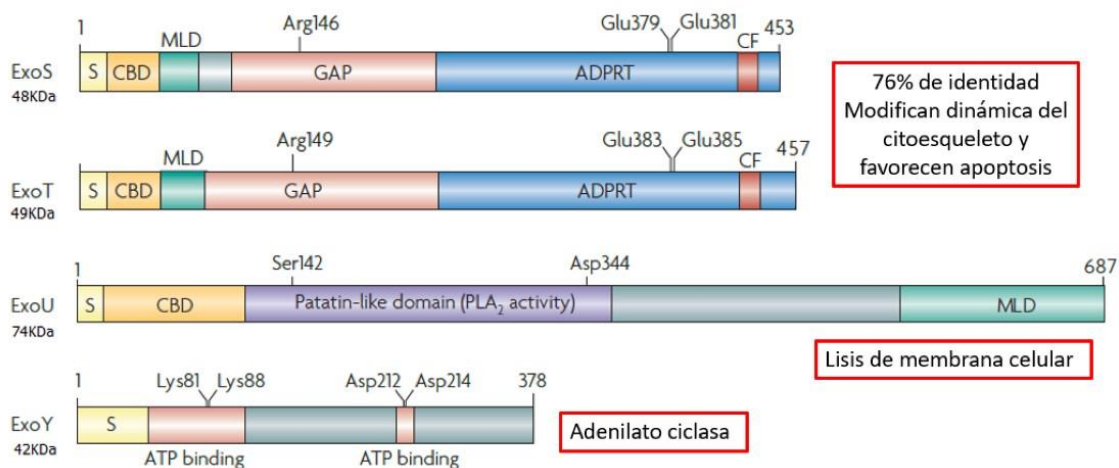 1 Arg146 Glu379 Glu381 453
MLD CF
ExoS S CBD GAP ADPRT
48KDa
76% de identidad
Modifican dinámica del
citoesqueleto y
favorecen apoptosis
1 Arg149 Glu383 Glu385 457
MLD CF
ExoT S CBD GAP ADPRT
49KDa
1 Ser142 Asp344 687
ExoU S CBD Patatin-like domain (PLA₂ activity) MLD
74KDa
Lisis de membrana celular
1 Lys81 Lys88 Asp212 Asp214 378
ExoY S
42KDa
ATP binding ATP binding
Adenilato ciclasa